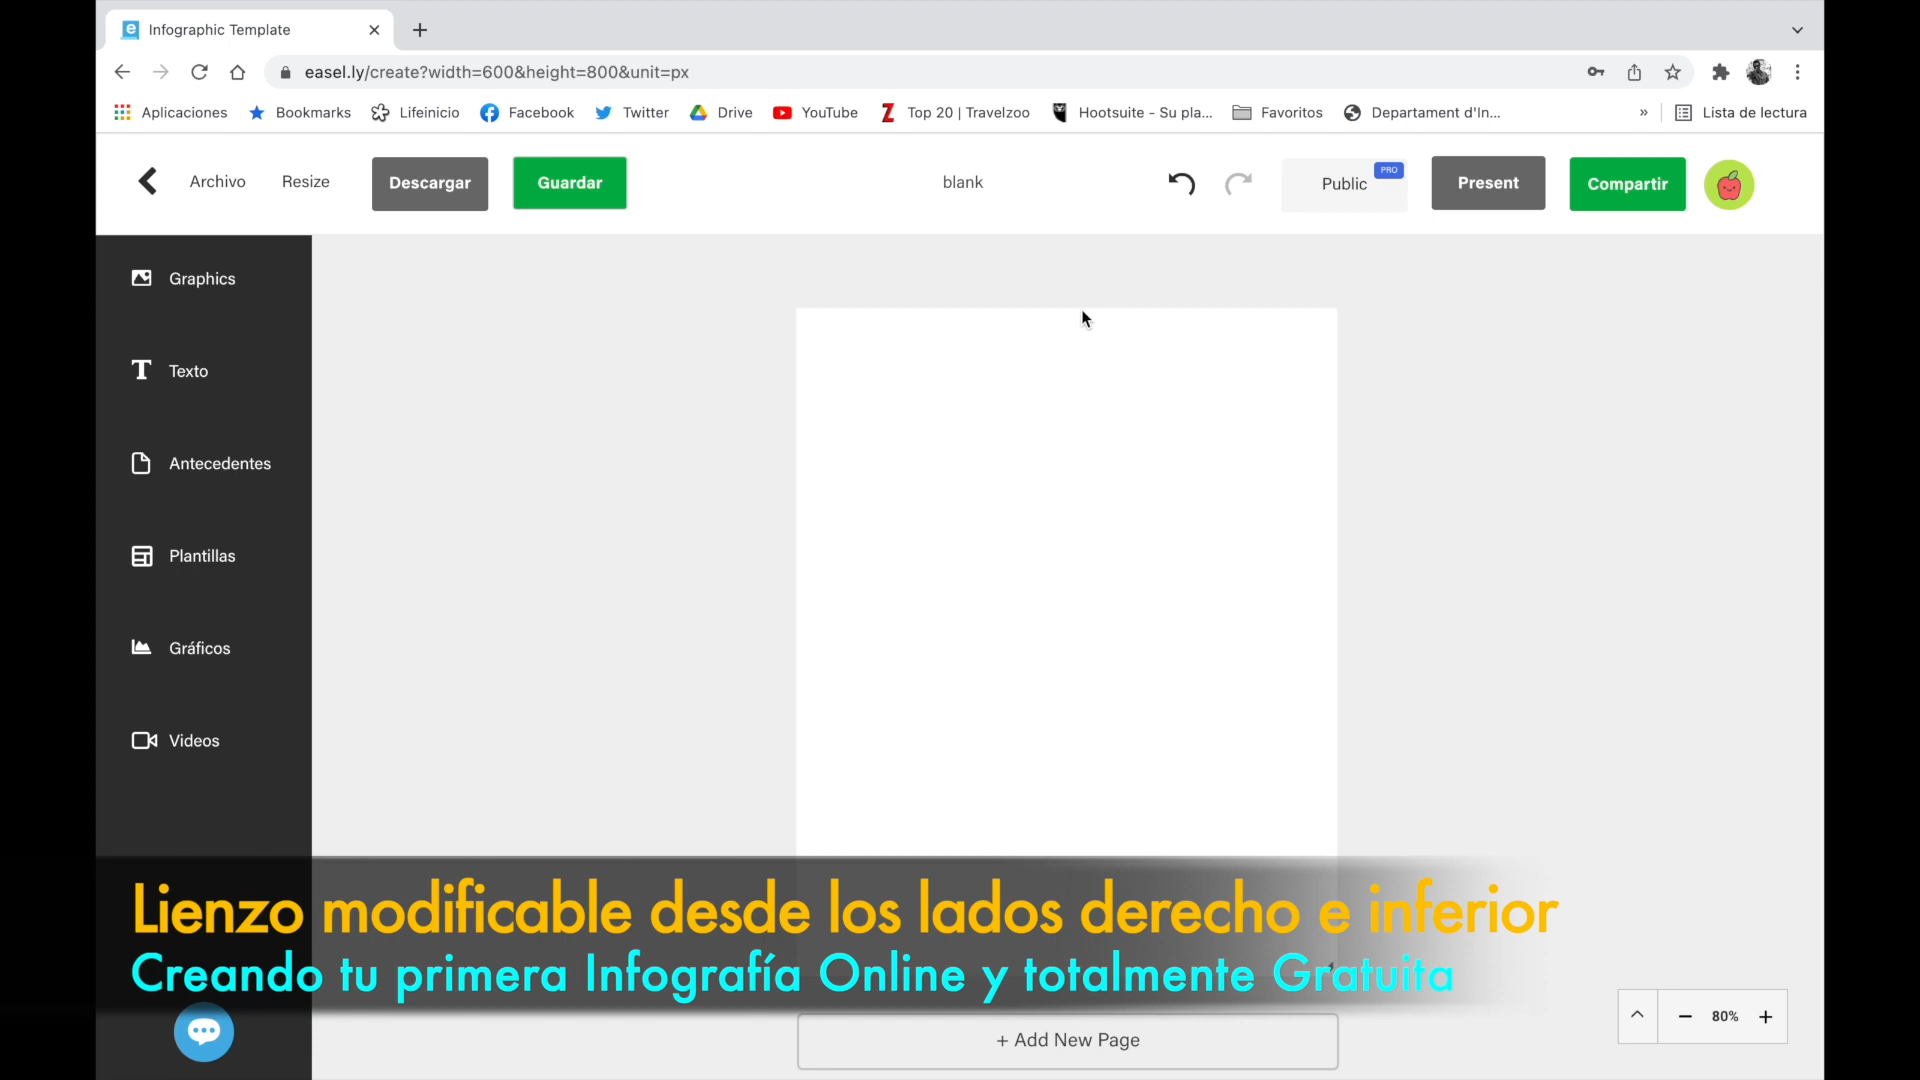 Infographic Template
easel.ly/create?width=600&height=800&unit=px
Aplicaciones Bookmarks Lifeinicio Facebook Twitter Drive YouTube Top 20 | Travelzoo Hootsuite - Su pla... Favoritos Departament d'In... » Lista de lectura
Archivo Resize Descargar Guardar blank Public PRO Present Compartir
Graphics
Texto
Antecedentes
Plantillas
Gráficos
Videos
Lienzo modificable desde los lados derecho e inferior
Creando tu primera Infografía Online y totalmente Gratuita
80%
+ Add New Page